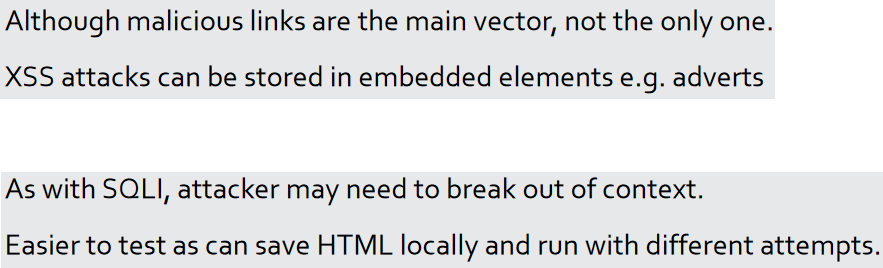 Although malicious links are the main vector, not the only one.
XSS attacks can be stored in embedded elements e.g. adverts
As with SQLI, attacker may need to break out of context.
Easier to test as can save HTML locally and run with different attempts.